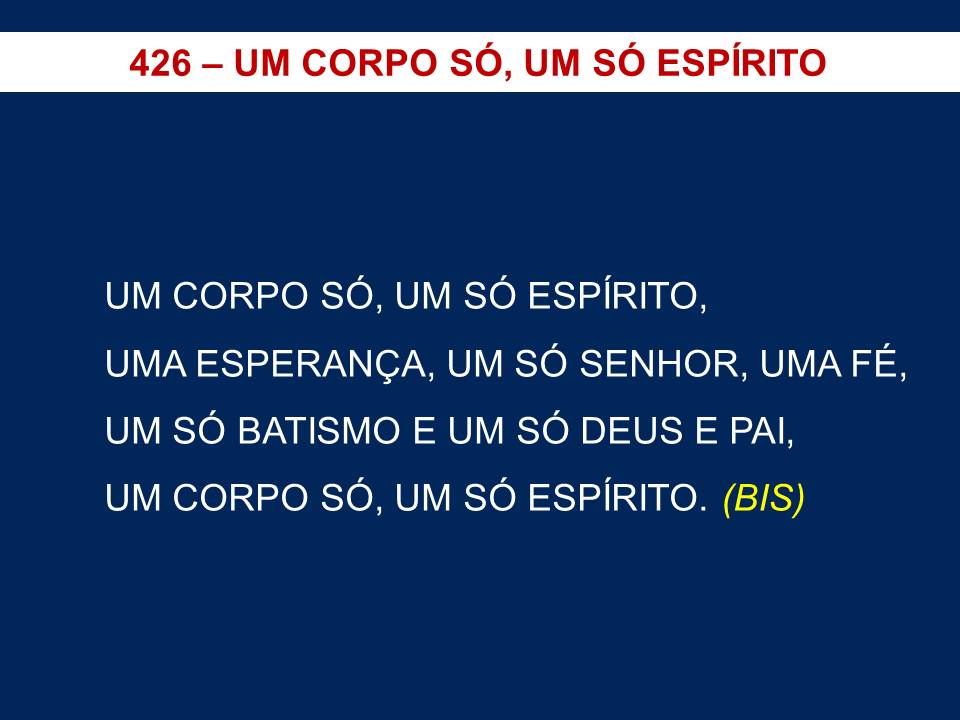 426 – UM CORPO SÓ, UM SÓ ESPÍRITO
UM CORPO SÓ, UM SÓ ESPÍRITO,
UMA ESPERANÇA, UM SÓ SENHOR, UMA FÉ,
UM SÓ BATISMO E UM SÓ DEUS E PAI,
UM CORPO SÓ, UM SÓ ESPÍRITO. (BIS)